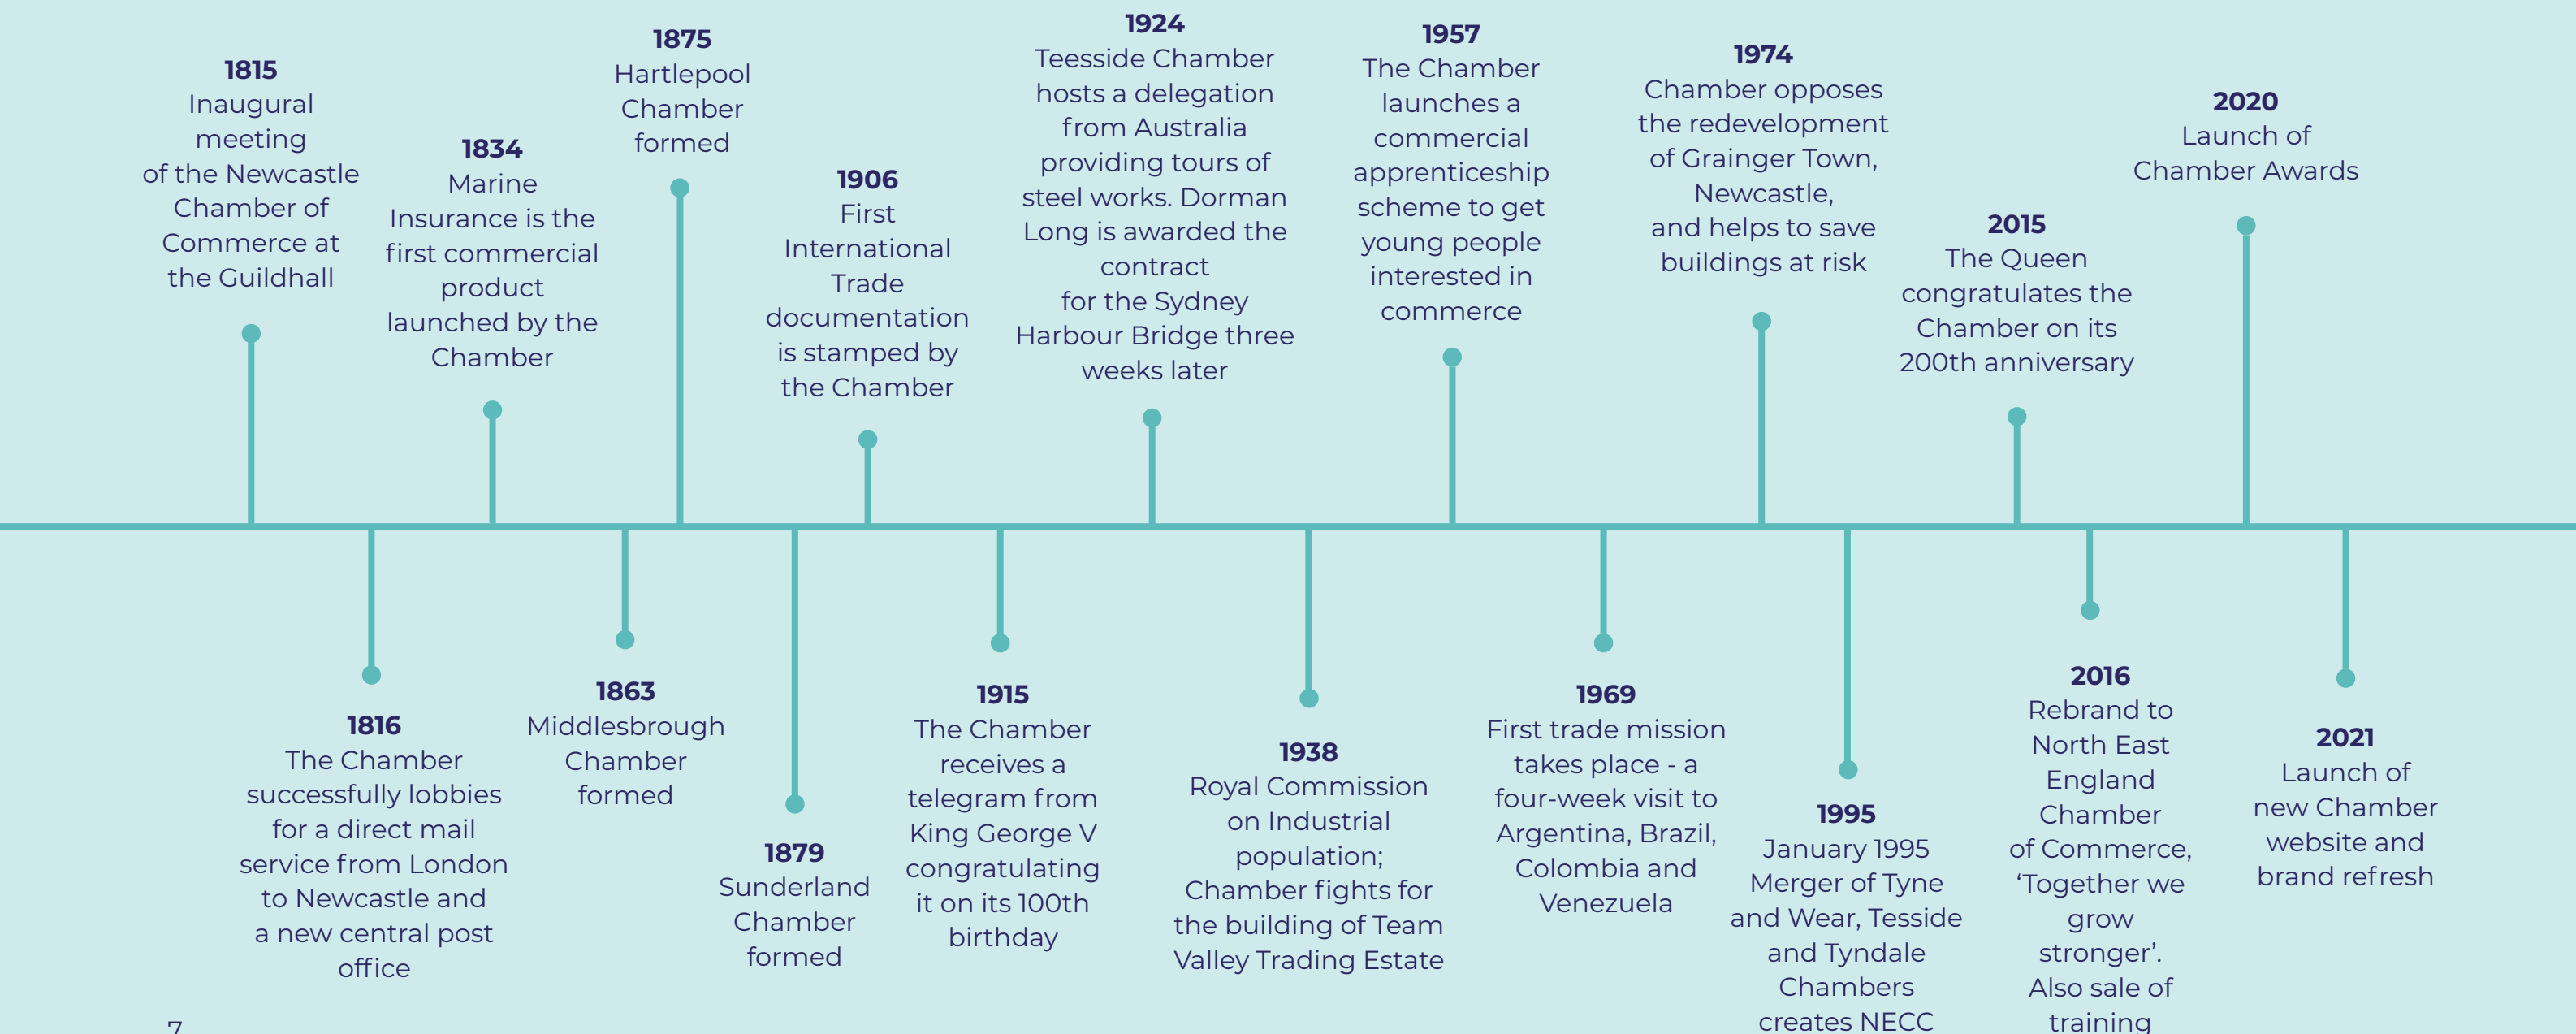 1815
Inaugural
meeting
of the Newcastle
Chamber of
Commerce at
the Guildhall
1816
The Chamber
successfully lobbies
for a direct mail
service from London
to Newcastle and
a new central post
office
1834
Marine
Insurance is the
first commercial
product
launched by the
Chamber
1863
Middlesbrough
Chamber
formed
1875
Hartlepool
Chamber
formed
1879
Sunderland
Chamber
formed
1906
First
International
Trade
documentation
is stamped by
the Chamber
1915
The Chamber
receives a
telegram from
King George V
congratulating
it on its 100th
birthday
1924
Teesside Chamber
hosts a delegation
from Australia
providing tours of
steel works. Dorman
Long is awarded the
contract
for the Sydney
Harbour Bridge three
weeks later
1938
Royal Commission
on Industrial
population;
Chamber fights for
the building of Team
Valley Trading Estate
1957
The Chamber
launches a
commercial
apprenticeship
scheme to get
young people
interested in
commerce
1969
First trade mission
takes place - a
four-week visit to
Argentina, Brazil,
Colombia and
Venezuela
1974
Chamber opposes
the redevelopment
of Grainger Town,
Newcastle,
and helps to save
buildings at risk
1995
January 1995
Merger of Tyne
and Wear, Tesside
and Tyndale
Chambers
creates NECC
2015
The Queen
congratulates the
Chamber on its
200th anniversary
2016
Rebrand to
North East
England
Chamber
of Commerce,
‘Together we
grow
stronger’.
Also sale of
training
2020
Launch of
Chamber Awards
2021
Launch of
new Chamber
website and
brand refresh
7